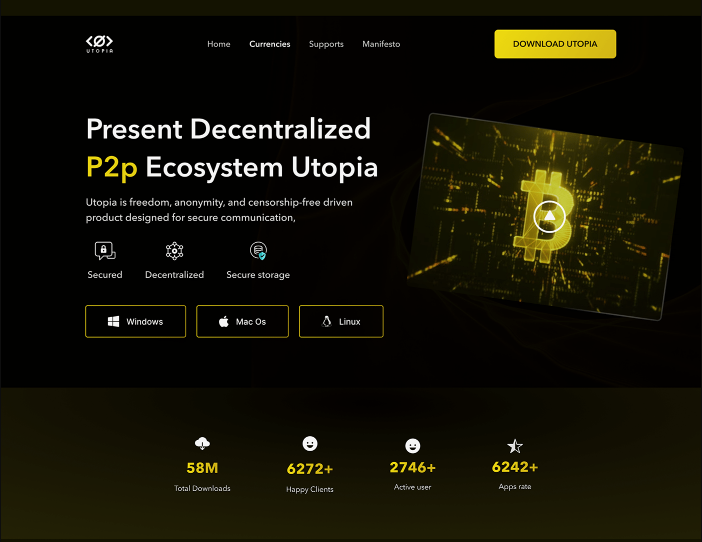 UTOPIA
Home Currencies Supports Manifesto
DOWNLOAD UTOPIA
Present Decentralized
P2p Ecosystem Utopia
Utopia is freedom, anonymity, and censorship-free driven
product designed for secure communication,
Secured Decentralized Secure storage
Windows Mac Os Linux
58M 6272+ 2746+ 6242+
Total Downloads Happy Clients Active user Apps rate